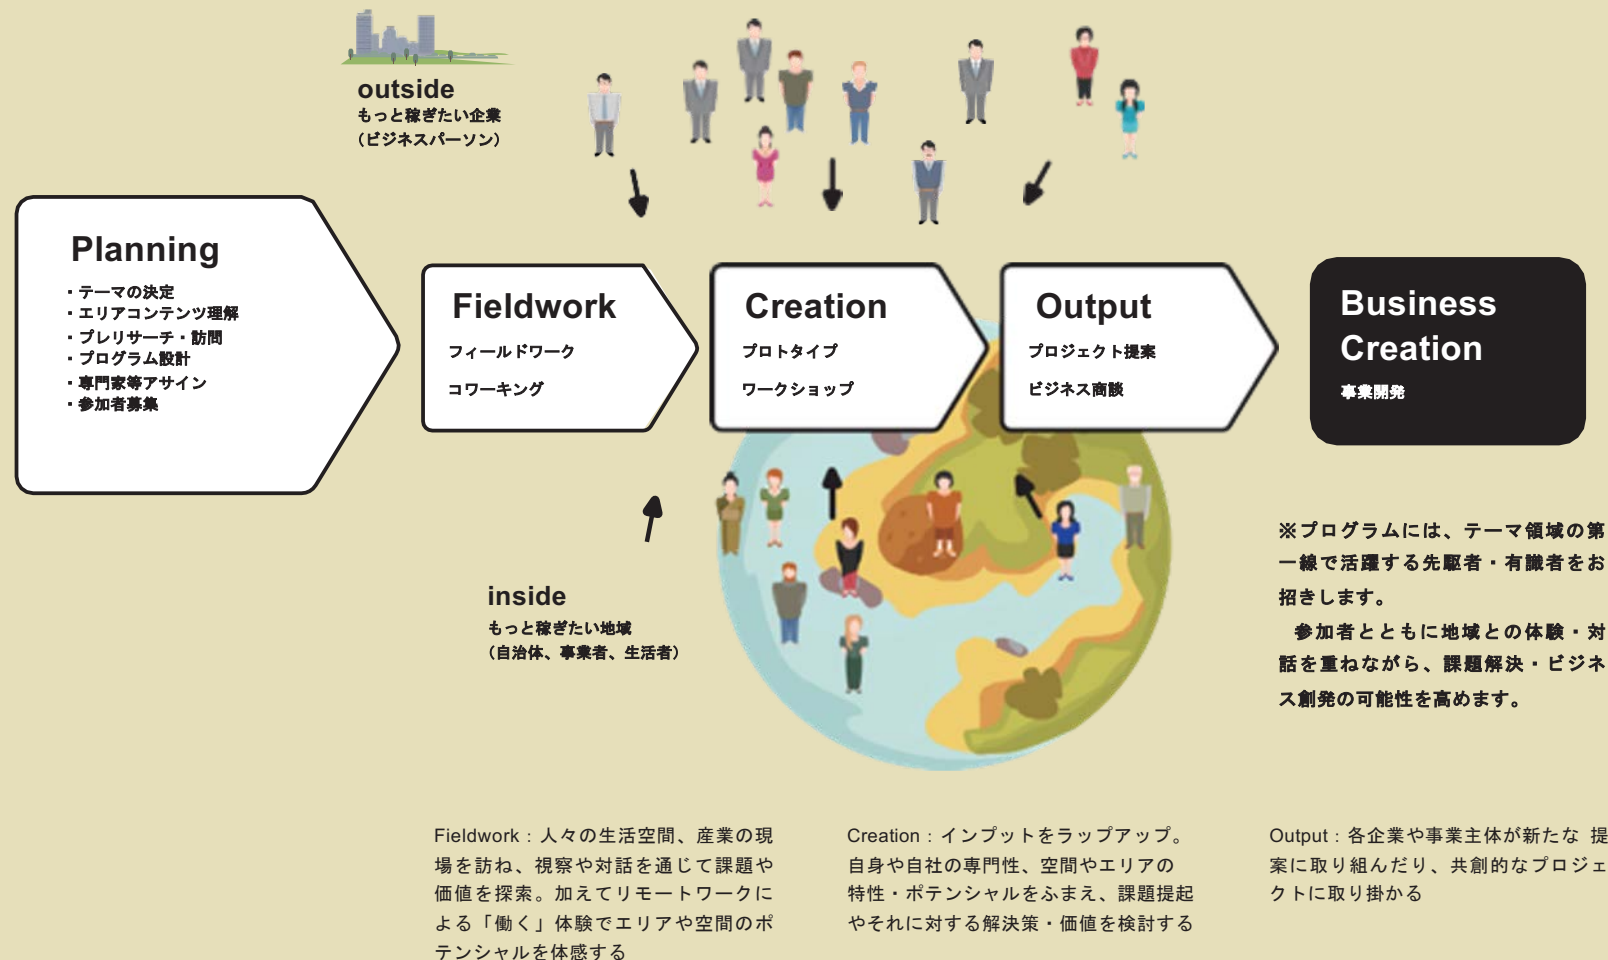 outside
もっと稼ぎたい企業
（ビジネスパーソン）
Planning
・テーマの決定
・エリアコンテンツ理解
・プレリサーチ・訪問
・プログラム設計
・専門家等アサイン
・参加者募集
Fieldwork
フィールドワーク
コワーキング
Creation
プロトタイプ
ワークショップ
Output
プロジェクト提案
ビジネス商談
Business
Creation
事業開発
inside
もっと稼ぎたい地域
（自治体、事業者、生活者）
※プログラムには、テーマ領域の第
一線で活躍する先駆者・有識者をお
招きします。
参加者とともに地域との体験・対
話を重ねながら、課題解決・ビジネ
ス創発の可能性を高めます。
Fieldwork：人々の生活空間、産業の現
場を訪ね、視察や対話を通じて課題や
価値を探索。加えてリモートワークに
よる「働く」体験でエリアや空間のポ
テンシャルを体感する
Creation：インプットをラップアップ。
自身や自社の専門性、空間やエリアの
特性・ポテンシャルをふまえ、課題提起
やそれに対する解決策・価値を検討する
Output：各企業や事業主体が新たな 提
案に取り組んだり、共創的なプロジェ
クトに取り掛かる